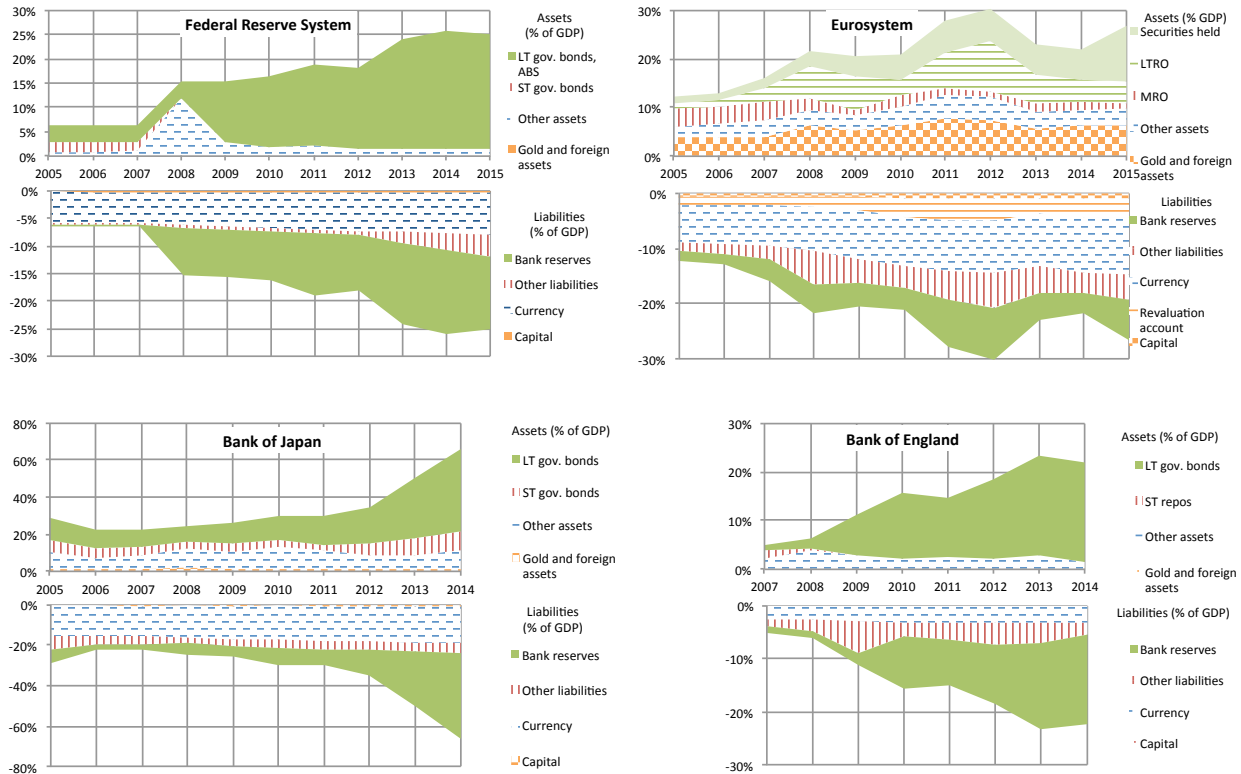 Federal Reserve System
Assets
(% of GDP)
LT gov. bonds,
ABS
ST gov. bonds
Other assets
Gold and foreign
assets
30%
25%
20%
15%
10%
5%
0%
2005 2006 2007 2008 2009 2010 2011 2012 2013 2014 2015
0%
-5%
-10%
-15%
-20%
-25%
-30%
Liabilities
(% of GDP)
Bank reserves
Other liabilities
Currency
Capital
Eurosystem
Assets (% GDP)
Securities held
LTRO
MRO
Other assets
Gold and foreign
assets
30%
20%
10%
0%
2005 2006 2007 2008 2009 2010 2011 2012 2013 2014 2015
0%
-10%
-20%
-30%
Liabilities
Bank reserves
Other liabilities
Currency
Revaluation
account
Capital
Bank of Japan
Assets (% of GDP)
LT gov. bonds
ST gov. bonds
Other assets
Gold and foreign
assets
80%
60%
40%
20%
0%
2005 2006 2007 2008 2009 2010 2011 2012 2013 2014
0%
-20%
-40%
-60%
-80%
Liabilities
(% of GDP)
Bank reserves
Other liabilities
Currency
Capital
Bank of England
Assets (% of GDP)
LT gov. bonds
ST repos
Other assets
Gold and foreign
assets
30%
20%
10%
0%
2007 2008 2009 2010 2011 2012 2013 2014
0%
-10%
-20%
-30%
Liabilities (% of GDP)
Bank reserves
Other liabilities
Currency
Capital